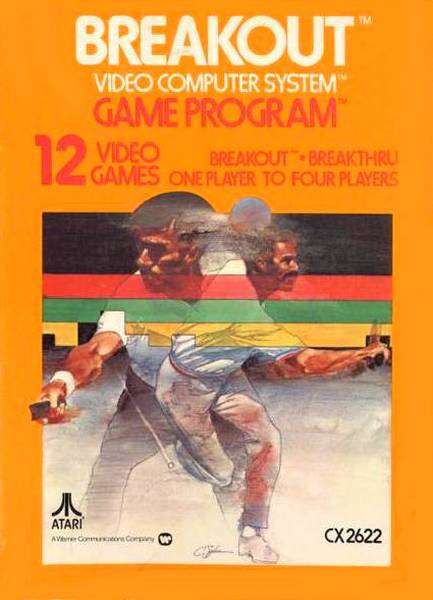 BREAKOUT™
VIDEO COMPUTER SYSTEM™
GAME PROGRAM™
12 VIDEO GAMES
BREAKOUT™ • BREAKTHRU
ONE PLAYER TO FOUR PLAYERS
ATARI
A Warner Communications Company
CX2622